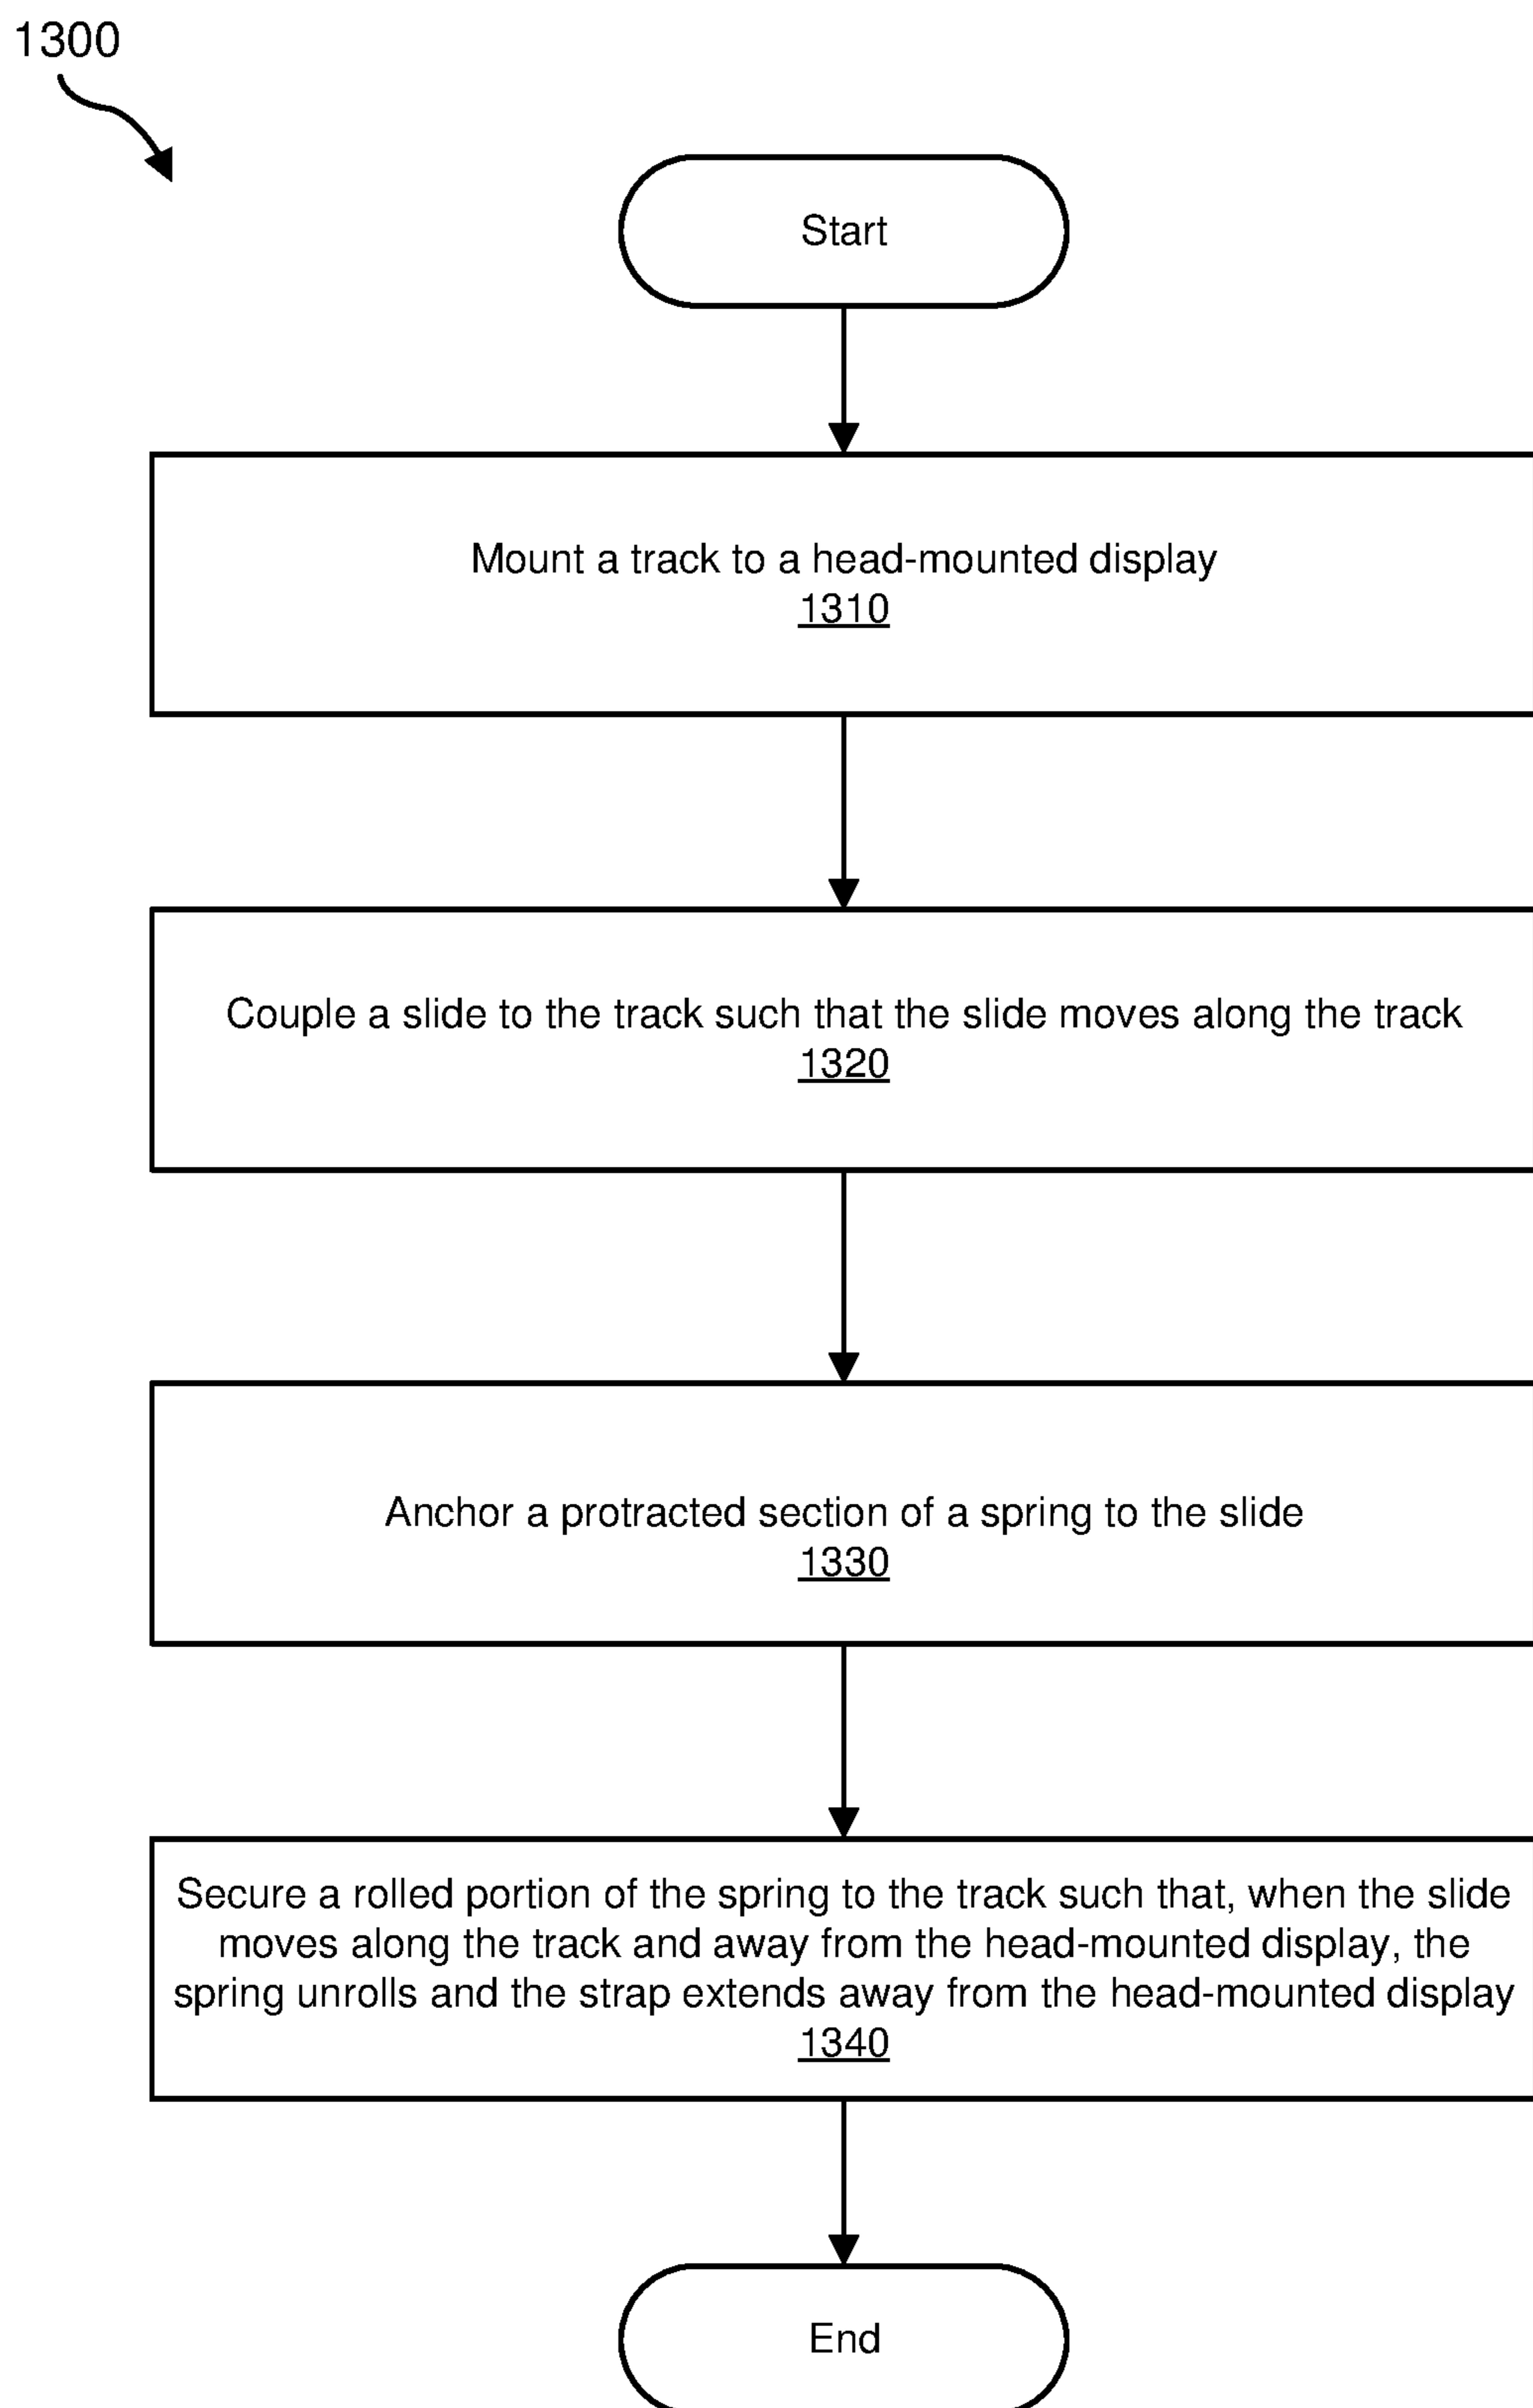 1300
Start
Mount a track to a head-mounted display
1310
Couple a slide to the track such that the slide moves along the track
1320
Anchor a protracted section of a spring to the slide
1330
Secure a rolled portion of the spring to the track such that, when the slide
moves along the track and away from the head-mounted display, the
spring unrolls and the strap extends away from the head-mounted display
1340
End